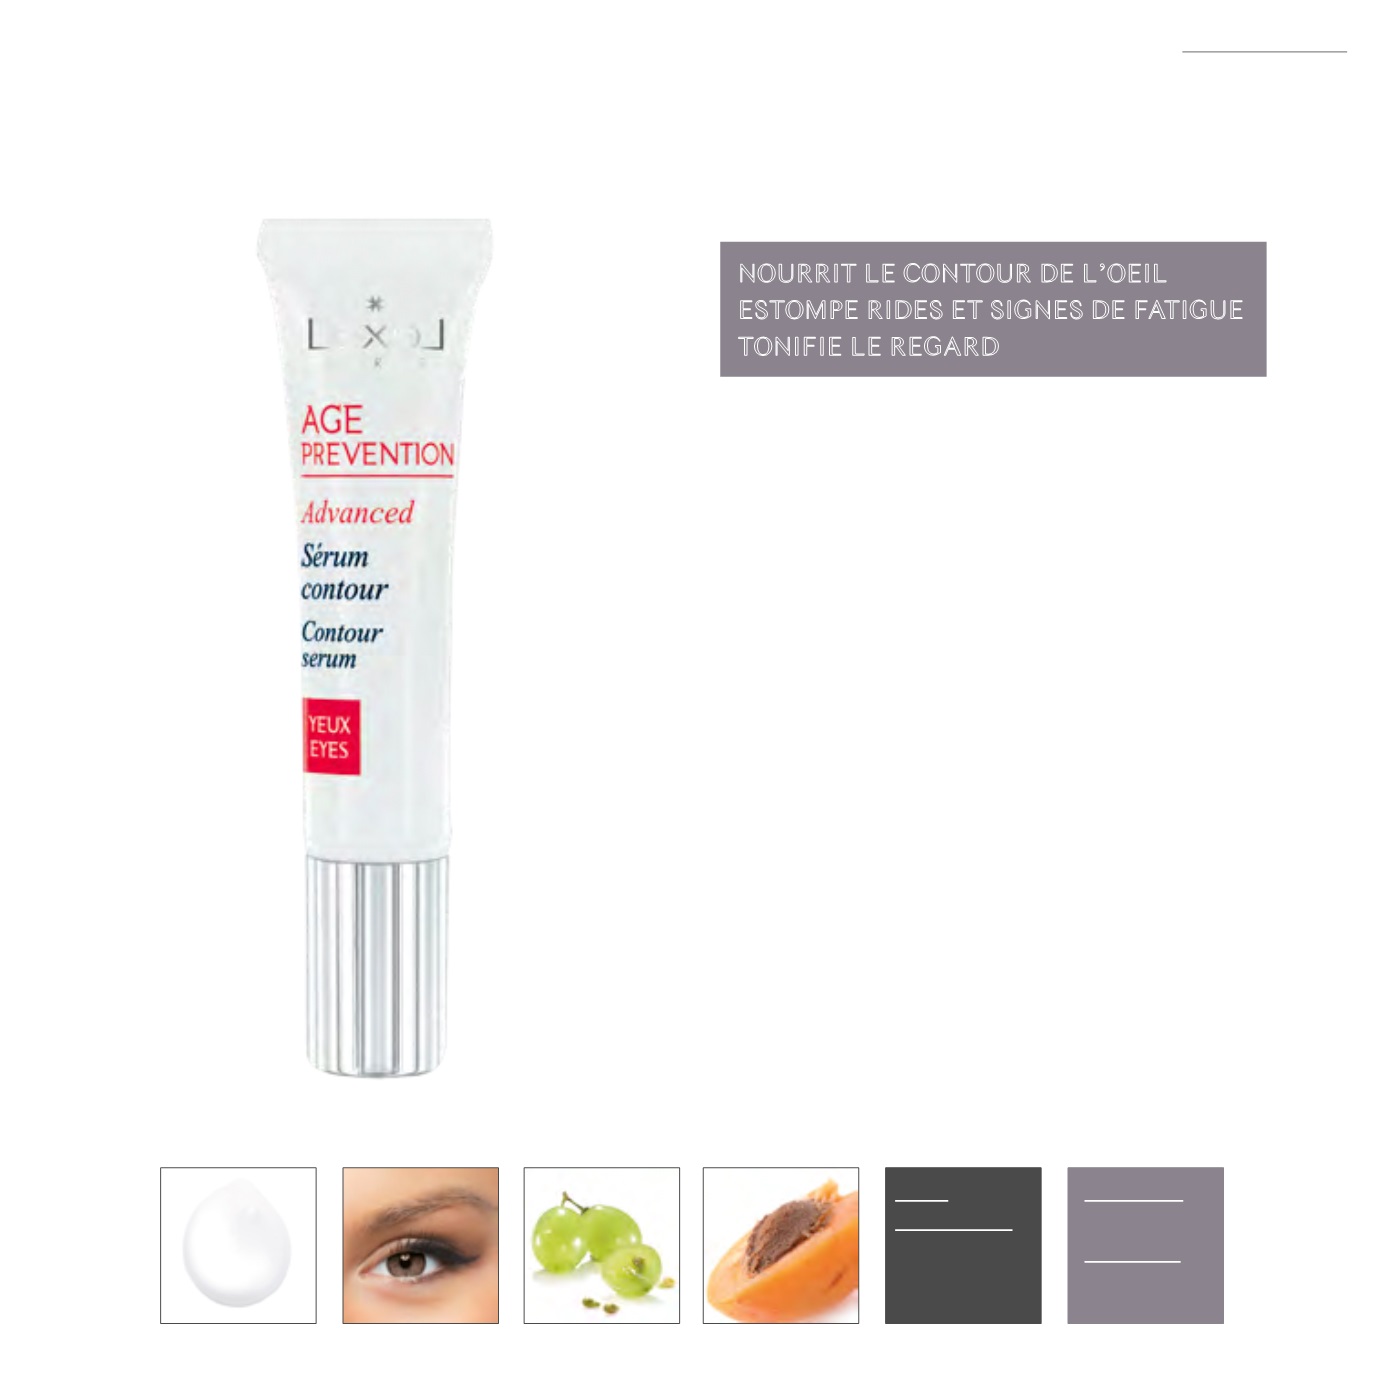 NOURRIT LE CONTOUR DE L'OEIL
ESTOMPE RIDES ET SIGNES DE FATIGUE
TONIFIE LE REGARD
AGE
PREVENTION
Advanced
Sérum
contour
Contour
serum
YEUX
EYES